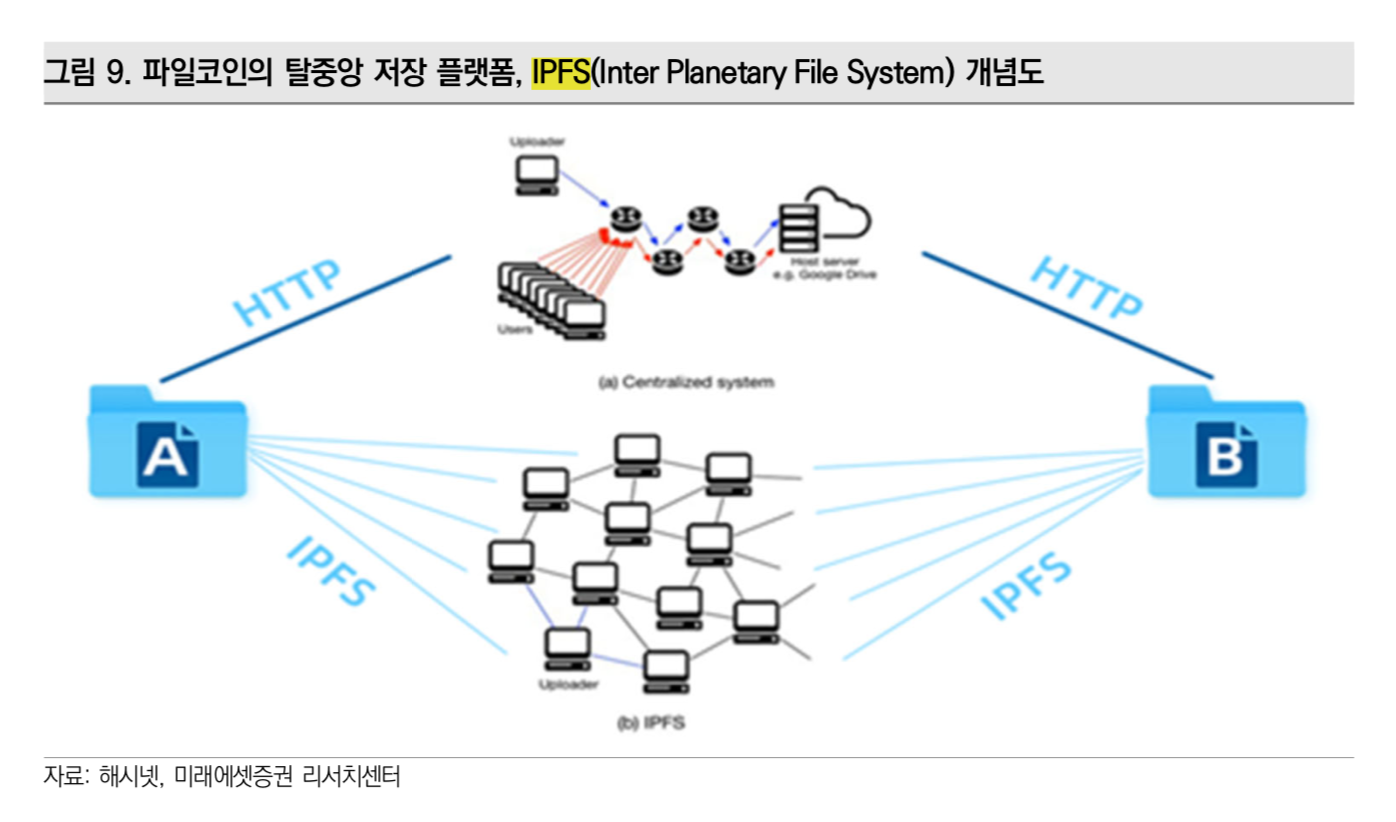 그림 9. 파일코인의 탈중앙 저장 플랫폼, IPFS(Inter Planetary File System) 개념도
Uploader
Host server
e.g. Google Drive
Users
(a) Centralized system
HTTP
HTTP
A
B
IPFS
IPFS
Uploader
(b) IPFS
자료: 해시넷, 미래에셋증권 리서치센터